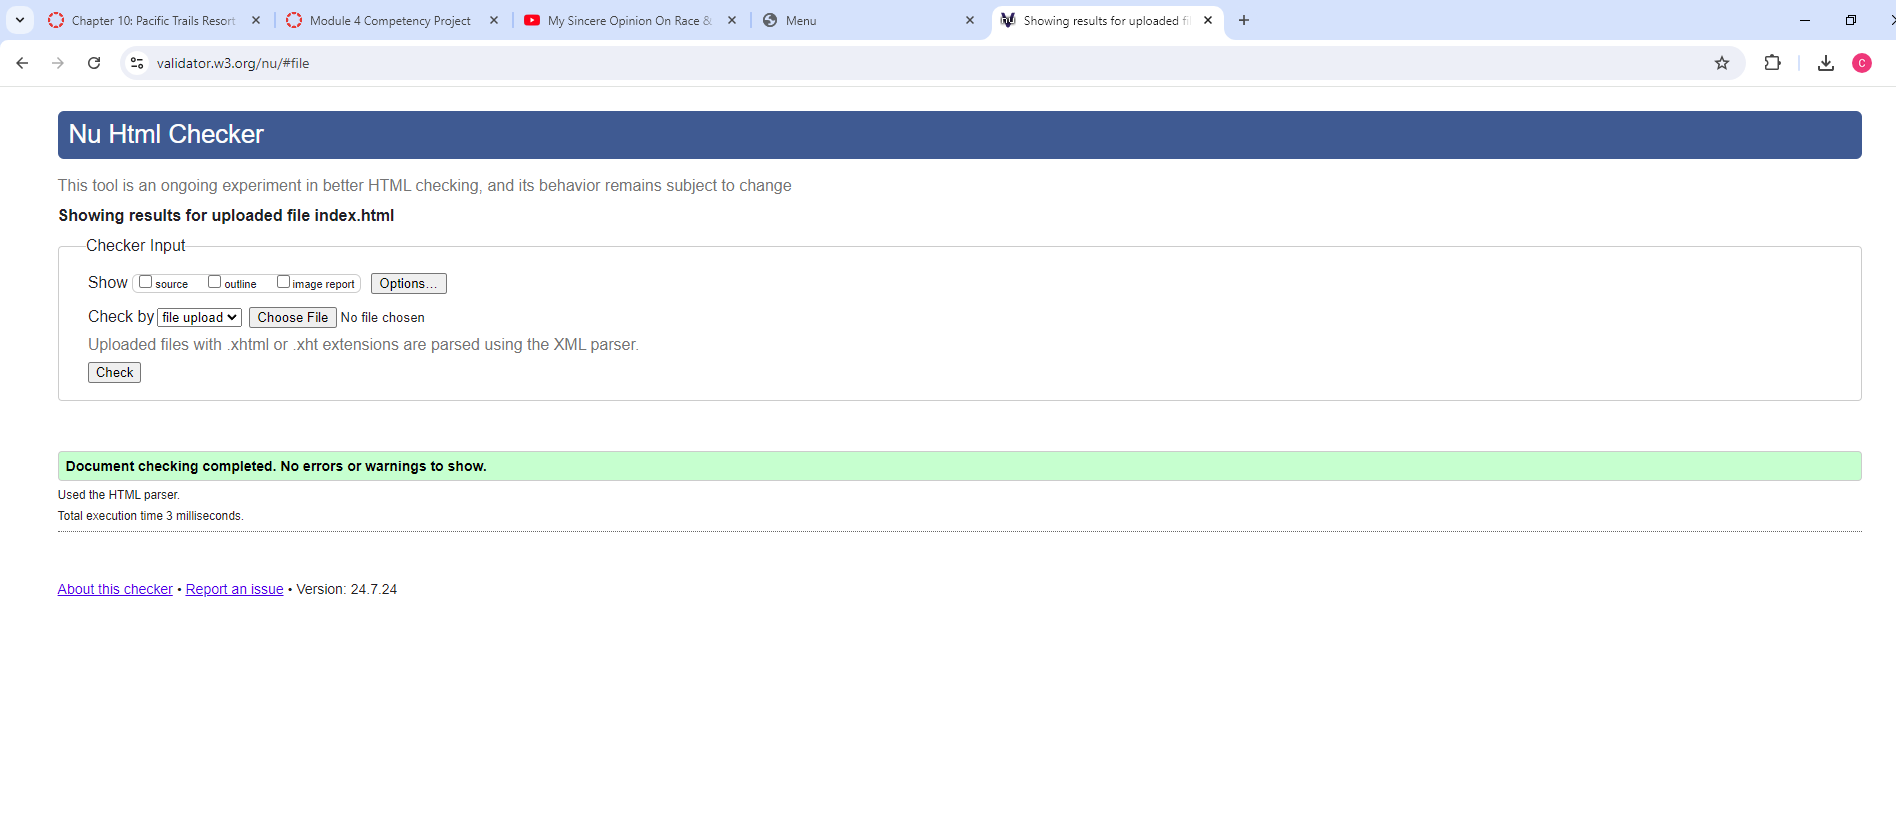 Chapter 10: Pacific Trails Resort
Module 4 Competency Project
My Sincere Opinion On Race &
Menu
Showing results for uploaded fi
validator.w3.org/nu/#file
C
Nu Html Checker
This tool is an ongoing experiment in better HTML checking, and its behavior remains subject to change
Showing results for uploaded file index.html
Checker Input
Show source outline image report Options...
Check by file upload Choose File No file chosen
Uploaded files with .xhtml or .xht extensions are parsed using the XML parser.
Check
Document checking completed. No errors or warnings to show.
Used the HTML parser.
Total execution time 3 milliseconds.
About this checker • Report an issue • Version: 24.7.24